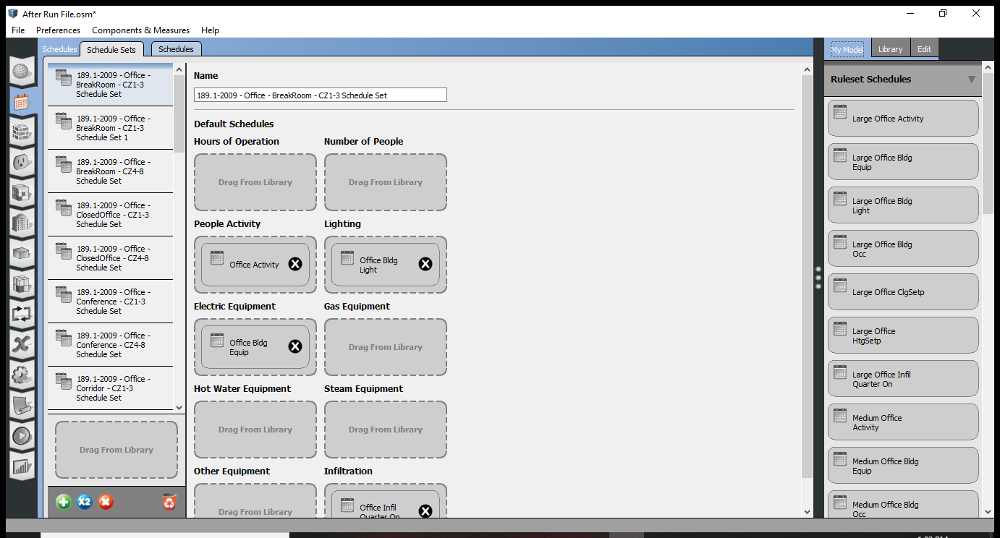 After Run File.osm*
File Preferences Components & Measures Help
Schedules Schedule Sets Schedules
My Model Library Edit
189.1-2009 - Office -
BreakRoom - CZ1-3
Schedule Set
189.1-2009 - Office -
BreakRoom - CZ1-3
Schedule Set 1
189.1-2009 - Office -
BreakRoom - CZ4-8
Schedule Set
189.1-2009 - Office -
ClosedOffice - CZ1-3
Schedule Set
189.1-2009 - Office -
ClosedOffice - CZ4-8
Schedule Set
189.1-2009 - Office -
Conference - CZ1-3
Schedule Set
189.1-2009 - Office -
Conference - CZ4-8
Schedule Set
189.1-2009 - Office -
Corridor - CZ1-3
Schedule Set
Drag From Library
X2
Name
189.1-2009 - Office - BreakRoom - CZ1-3 Schedule Set
Default Schedules
Hours of Operation Number of People
Drag From Library Drag From Library
People Activity Lighting
Office Activity
Office Bldg
Light
Electric Equipment Gas Equipment
Office Bldg
Equip
Drag From Library
Hot Water Equipment Steam Equipment
Drag From Library Drag From Library
Other Equipment Infiltration
Drag From Library
Office Infil
Quarter On
Ruleset Schedules
Large Office Activity
Large Office Bldg
Equip
Large Office Bldg
Light
Large Office Bldg
Occ
Large Office ClgSetp
Large Office
HtgSetp
Large Office Infil
Quarter On
Medium Office
Activity
Medium Office Bldg
Equip
Medium Office Bldg
Occ